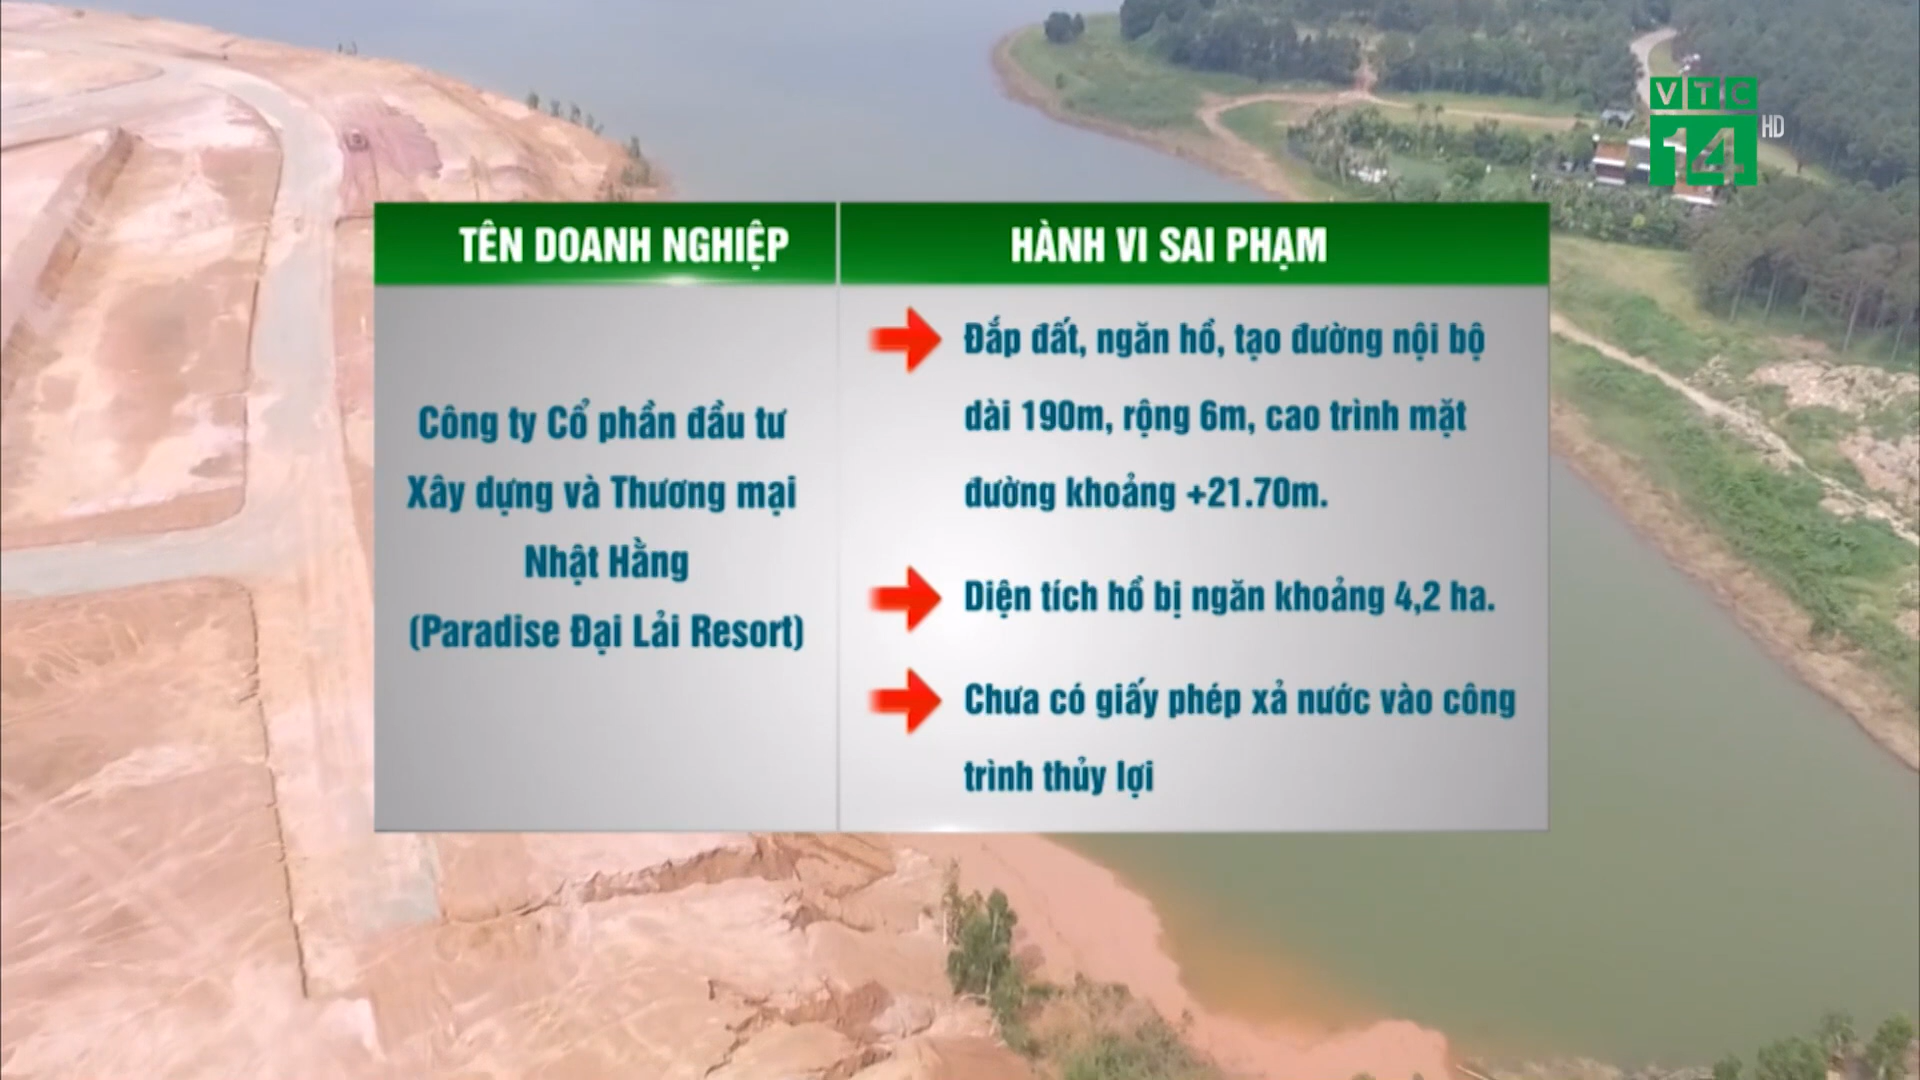 VTC
14 HD
TÊN DOANH NGHIỆP
HÀNH VI SAI PHẠM
Công ty Cổ phần đầu tư
Xây dựng và Thương mại
Nhật Hằng
(Paradise Đại Lải Resort)
Đắp đất, ngăn hồ, tạo đường nội bộ
dài 190m, rộng 6m, cao trình mặt
đường khoảng +21.70m.
Diện tích hồ bị ngăn khoảng 4,2 ha.
Chưa có giấy phép xả nước vào công
trình thủy lợi